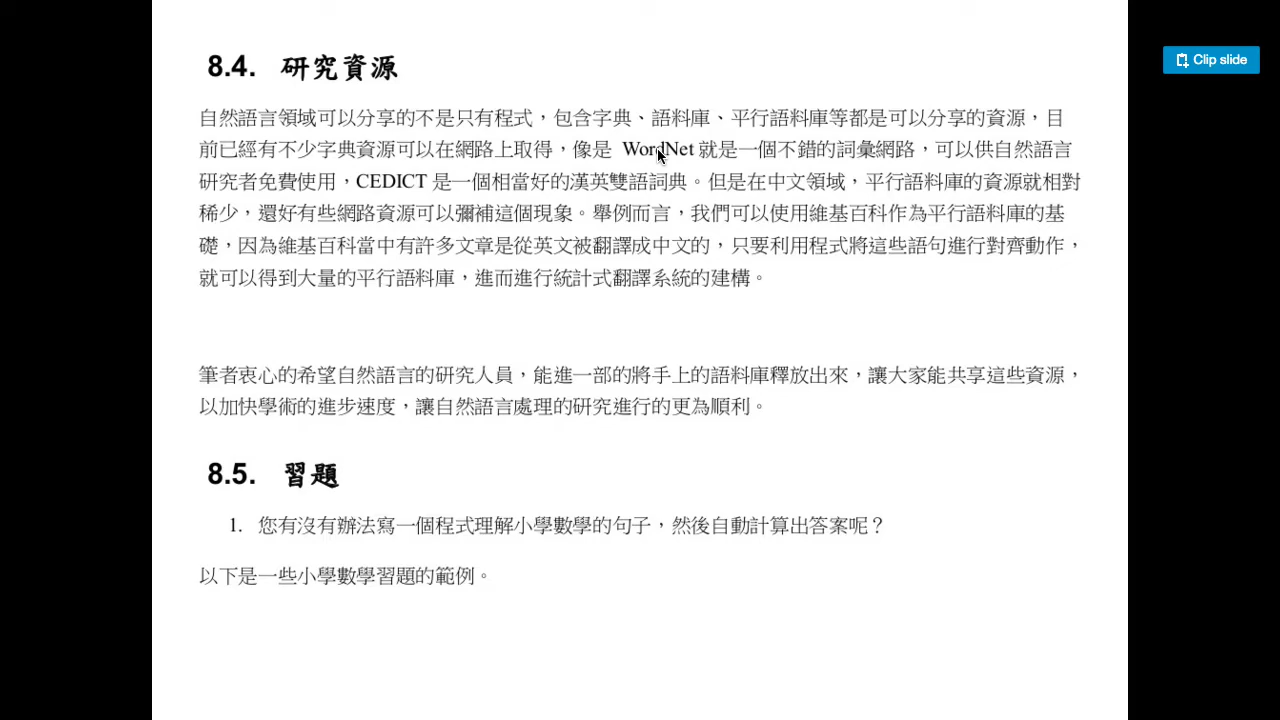 Clip slide
8.4. 研究資源
自然語言領域可以分享的不是只有程式，包含字典、語料庫、平行語料庫等都是可以分享的資源，目
前已經有不少字典資源可以在網路上取得，像是 WordNet 就是一個不錯的詞彙網路，可以供自然語言
研究者免費使用，CEDICT 是一個相當好的漢英雙語詞典。但是在中文領域，平行語料庫的資源就相對
稀少，還好有些網路資源可以彌補這個現象。舉例而言，我們可以使用維基百科作為平行語料庫的基
礎，因為維基百科當中有許多文章是從英文被翻譯成中文的，只要利用程式將這些語句進行對齊動作，
就可以得到大量的平行語料庫，進而進行統計式翻譯系統的建構。
筆者衷心的希望自然語言的研究人員，能進一部的將手上的語料庫釋放出來，讓大家能共享這些資源，
以加快學術的進步速度，讓自然語言處理的研究進行的更為順利。
8.5. 習題
1. 您有沒有辦法寫一個程式理解小學數學的句子，然後自動計算出答案呢？
以下是一些小學數學習題的範例。